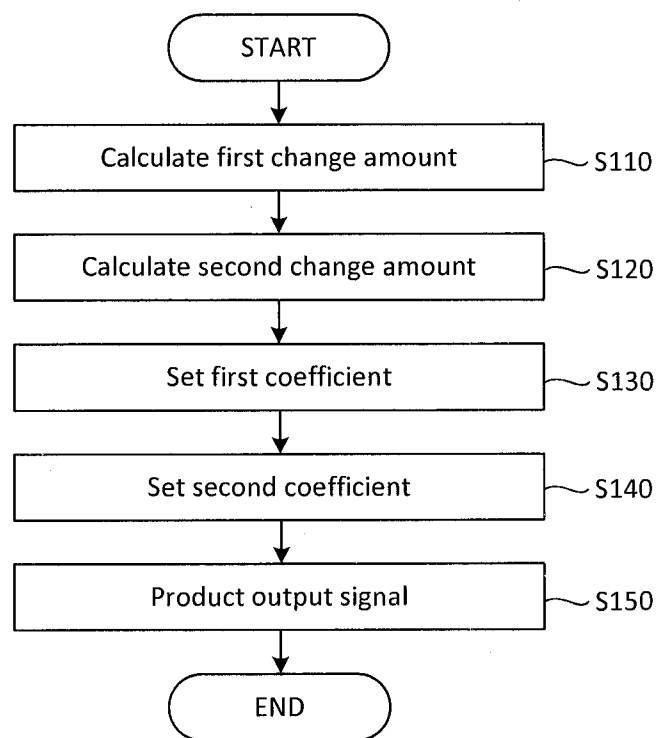 START
Calculate first change amount
S110
Calculate second change amount
S120
Set first coefficient
S130
Set second coefficient
S140
Product output signal
S150
END